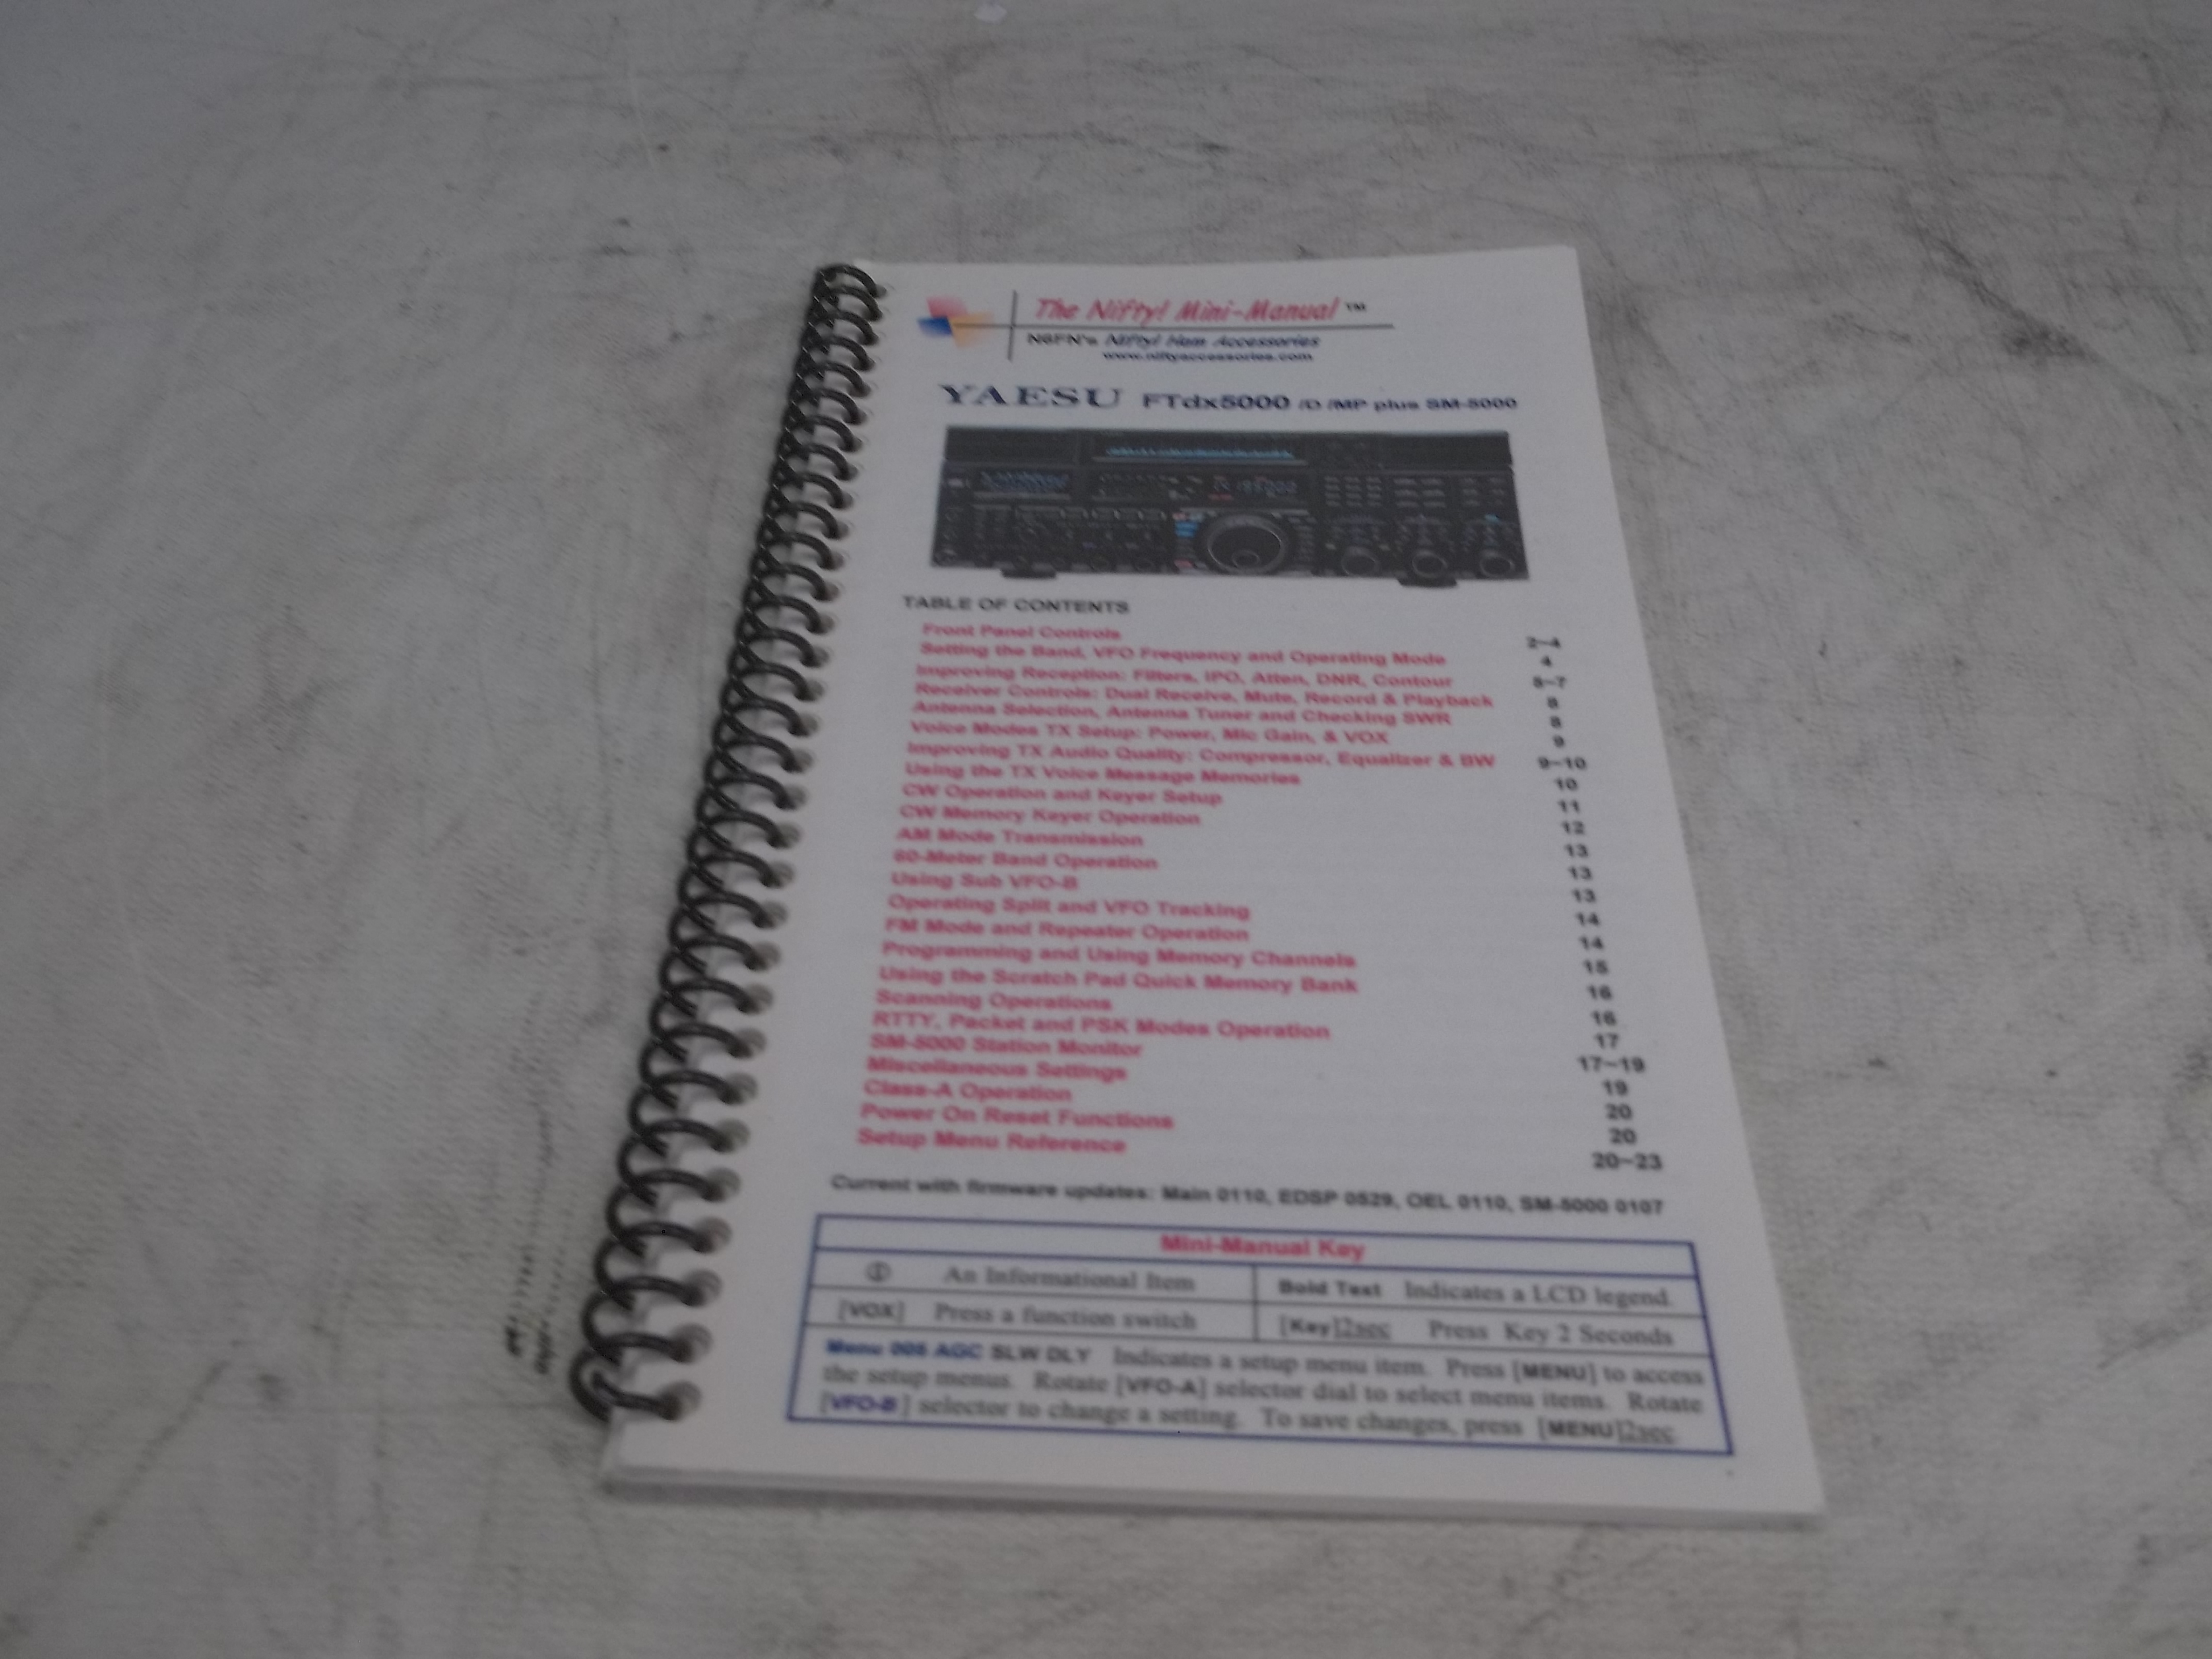 The Nifty! Mini-Manual ™
N6FN's Nifty! Ham Accessories
www.niftyaccessories.com
YAESU FTdx5000 /D /MP plus SM-5000
TABLE OF CONTENTS
Front Panel Controls 2–4
Setting the Band, VFO Frequency and Operating Mode 4
Improving Reception: Filters, IPO, Atten, DNR, Contour 5–7
Receiver Controls: Dual Receive, Mute, Record & Playback 8
Antenna Selection, Antenna Tuner and Checking SWR 8
Voice Modes TX Setup: Power, Mic Gain, & VOX 9
Improving TX Audio Quality: Compressor, Equalizer & BW 9–10
Using the TX Voice Message Memories 10
CW Operation and Keyer Setup 11
CW Memory Keyer Operation 12
AM Mode Transmission 13
60-Meter Band Operation 13
Using Sub VFO-B 13
Operating Split and VFO Tracking 14
FM Mode and Repeater Operation 14
Programming and Using Memory Channels 15
Using the Scratch Pad Quick Memory Bank 16
Scanning Operations 16
RTTY, Packet and PSK Modes Operation 17
SM-5000 Station Monitor 17–19
Miscellaneous Settings 19
Class-A Operation 20
Power On Reset Functions 20
Setup Menu Reference 20–23
Current with firmware updates: Main 0110, EDSP 0529, OEL 0110, SM-5000 0107
Mini-Manual Key
ⓘ An Informational Item Bold Text Indicates a LCD legend.
[VOX] Press a function switch [Key]2sec Press Key 2 Seconds
Menu 006 AGC SLW DLY Indicates a setup menu item. Press [MENU] to access
the setup menus. Rotate [VFO-A] selector dial to select menu items. Rotate
[VFO-B] selector to change a setting. To save changes, press [MENU]2sec